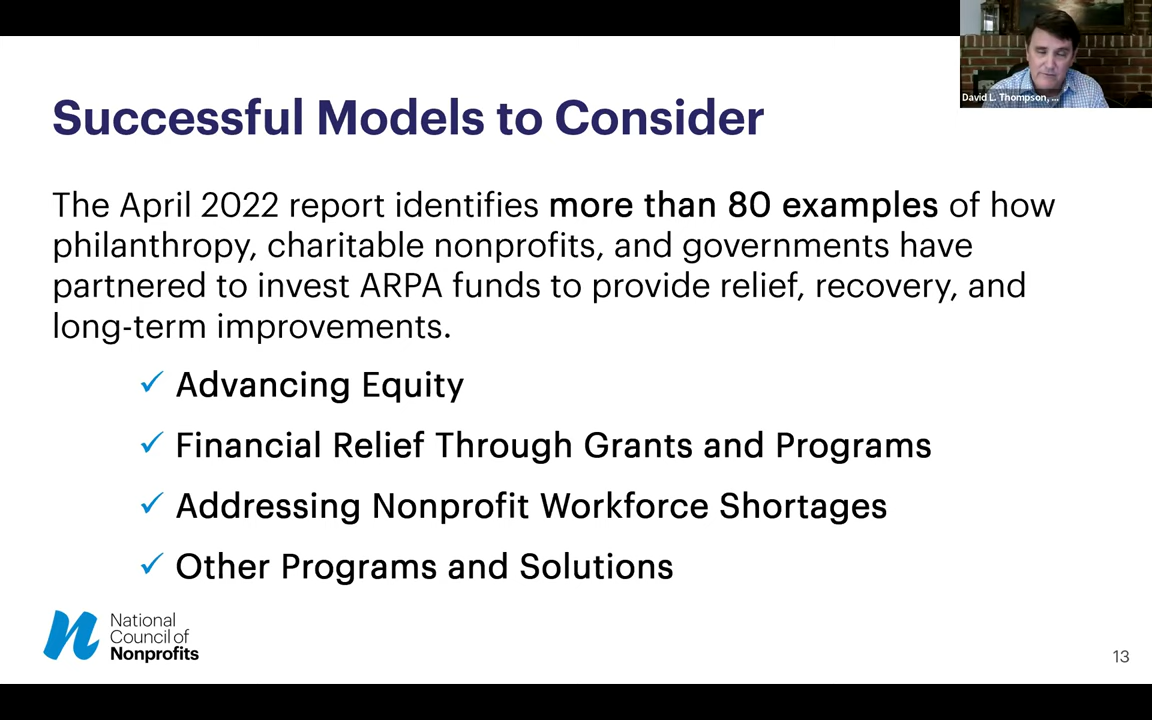 David L. Thompson, ...
Successful Models to Consider
The April 2022 report identifies more than 80 examples of how
philanthropy, charitable nonprofits, and governments have
partnered to invest ARPA funds to provide relief, recovery, and
long-term improvements.
✓ Advancing Equity
✓ Financial Relief Through Grants and Programs
✓ Addressing Nonprofit Workforce Shortages
✓ Other Programs and Solutions
National
Council of
Nonprofits
13